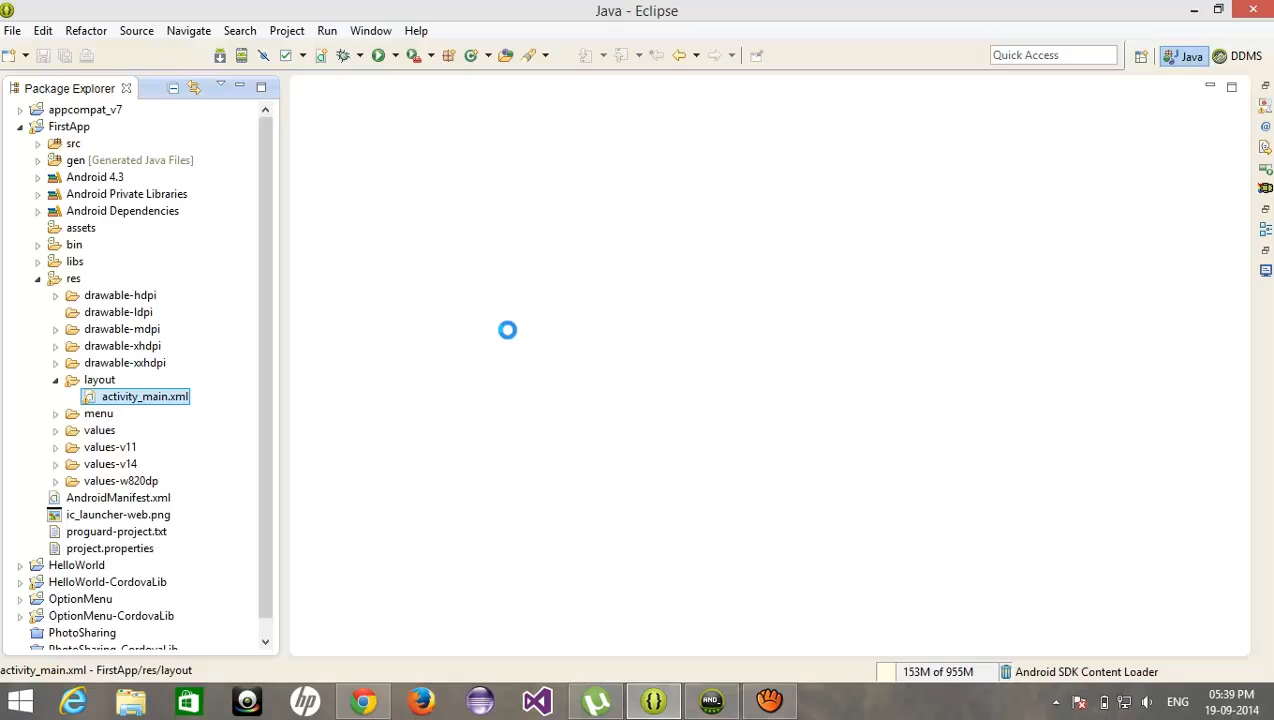 Java - Eclipse
File Edit Refactor Source Navigate Search Project Run Window Help
Quick Access
Java
DDMS
Package Explorer
appcompat_v7
FirstApp
src
gen [Generated Java Files]
Android 4.3
Android Private Libraries
Android Dependencies
assets
bin
libs
res
drawable-hdpi
drawable-ldpi
drawable-mdpi
drawable-xhdpi
drawable-xxhdpi
layout
activity_main.xml
menu
values
values-v11
values-v14
values-w820dp
AndroidManifest.xml
ic_launcher-web.png
proguard-project.txt
project.properties
HelloWorld
HelloWorld-CordovaLib
OptionMenu
OptionMenu-CordovaLib
PhotoSharing
PhotoSharing-CordovaLib
activity_main.xml - FirstApp/res/layout
153M of 955M
Android SDK Content Loader
ENG
05:39 PM
19-09-2014